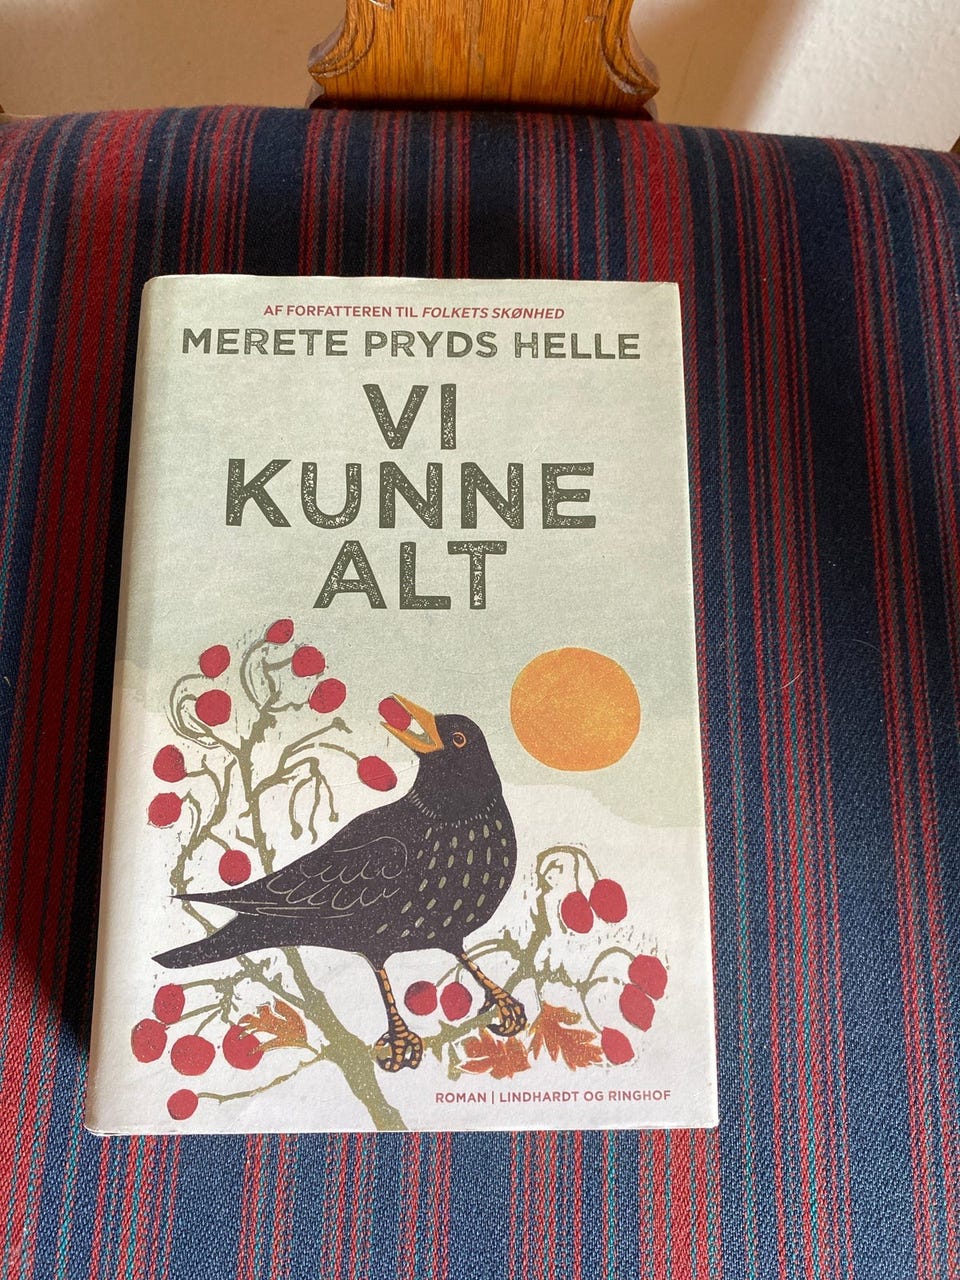 AF FORFATTEREN TIL FOLKETS SKØNHED
MERETE PRYDS HELLE
VI
KUNNE
ALT
ROMAN | LINDHARDT OG RINGHOF